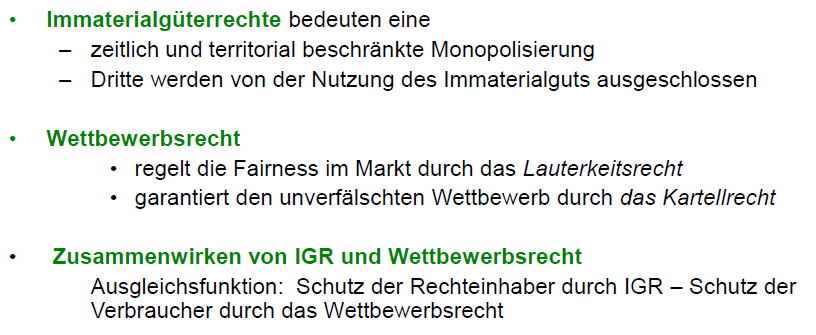 • Immaterialgüterrechte bedeuten eine
– zeitlich und territorial beschränkte Monopolisierung
– Dritte werden von der Nutzung des Immaterialguts ausgeschlossen
• Wettbewerbsrecht
• regelt die Fairness im Markt durch das Lauterkeitsrecht
• garantiert den unverfälschten Wettbewerb durch das Kartellrecht
• Zusammenwirken von IGR und Wettbewerbsrecht
Ausgleichsfunktion: Schutz der Rechteinhaber durch IGR – Schutz der
Verbraucher durch das Wettbewerbsrecht